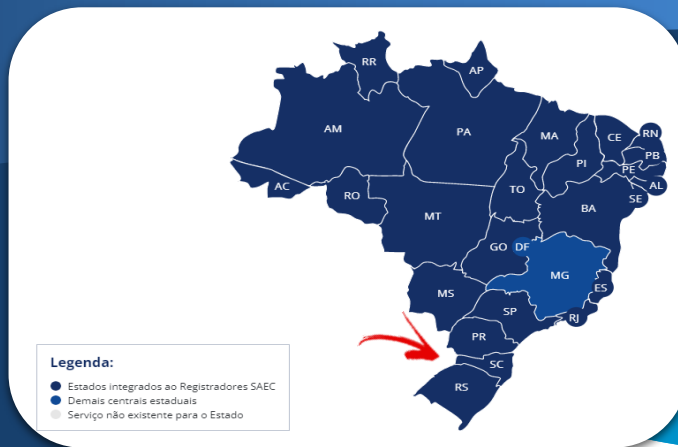 RR
AP
AM
PA
MA
CE
RN
PI
PB
PE
AL
AC
RO
TO
SE
MT
BA
GO
DF
MG
MS
ES
SP
RJ
PR
SC
RS
Legenda:
Estados integrados ao Registradores SAEC
Demais centrais estaduais
Serviço não existente para o Estado